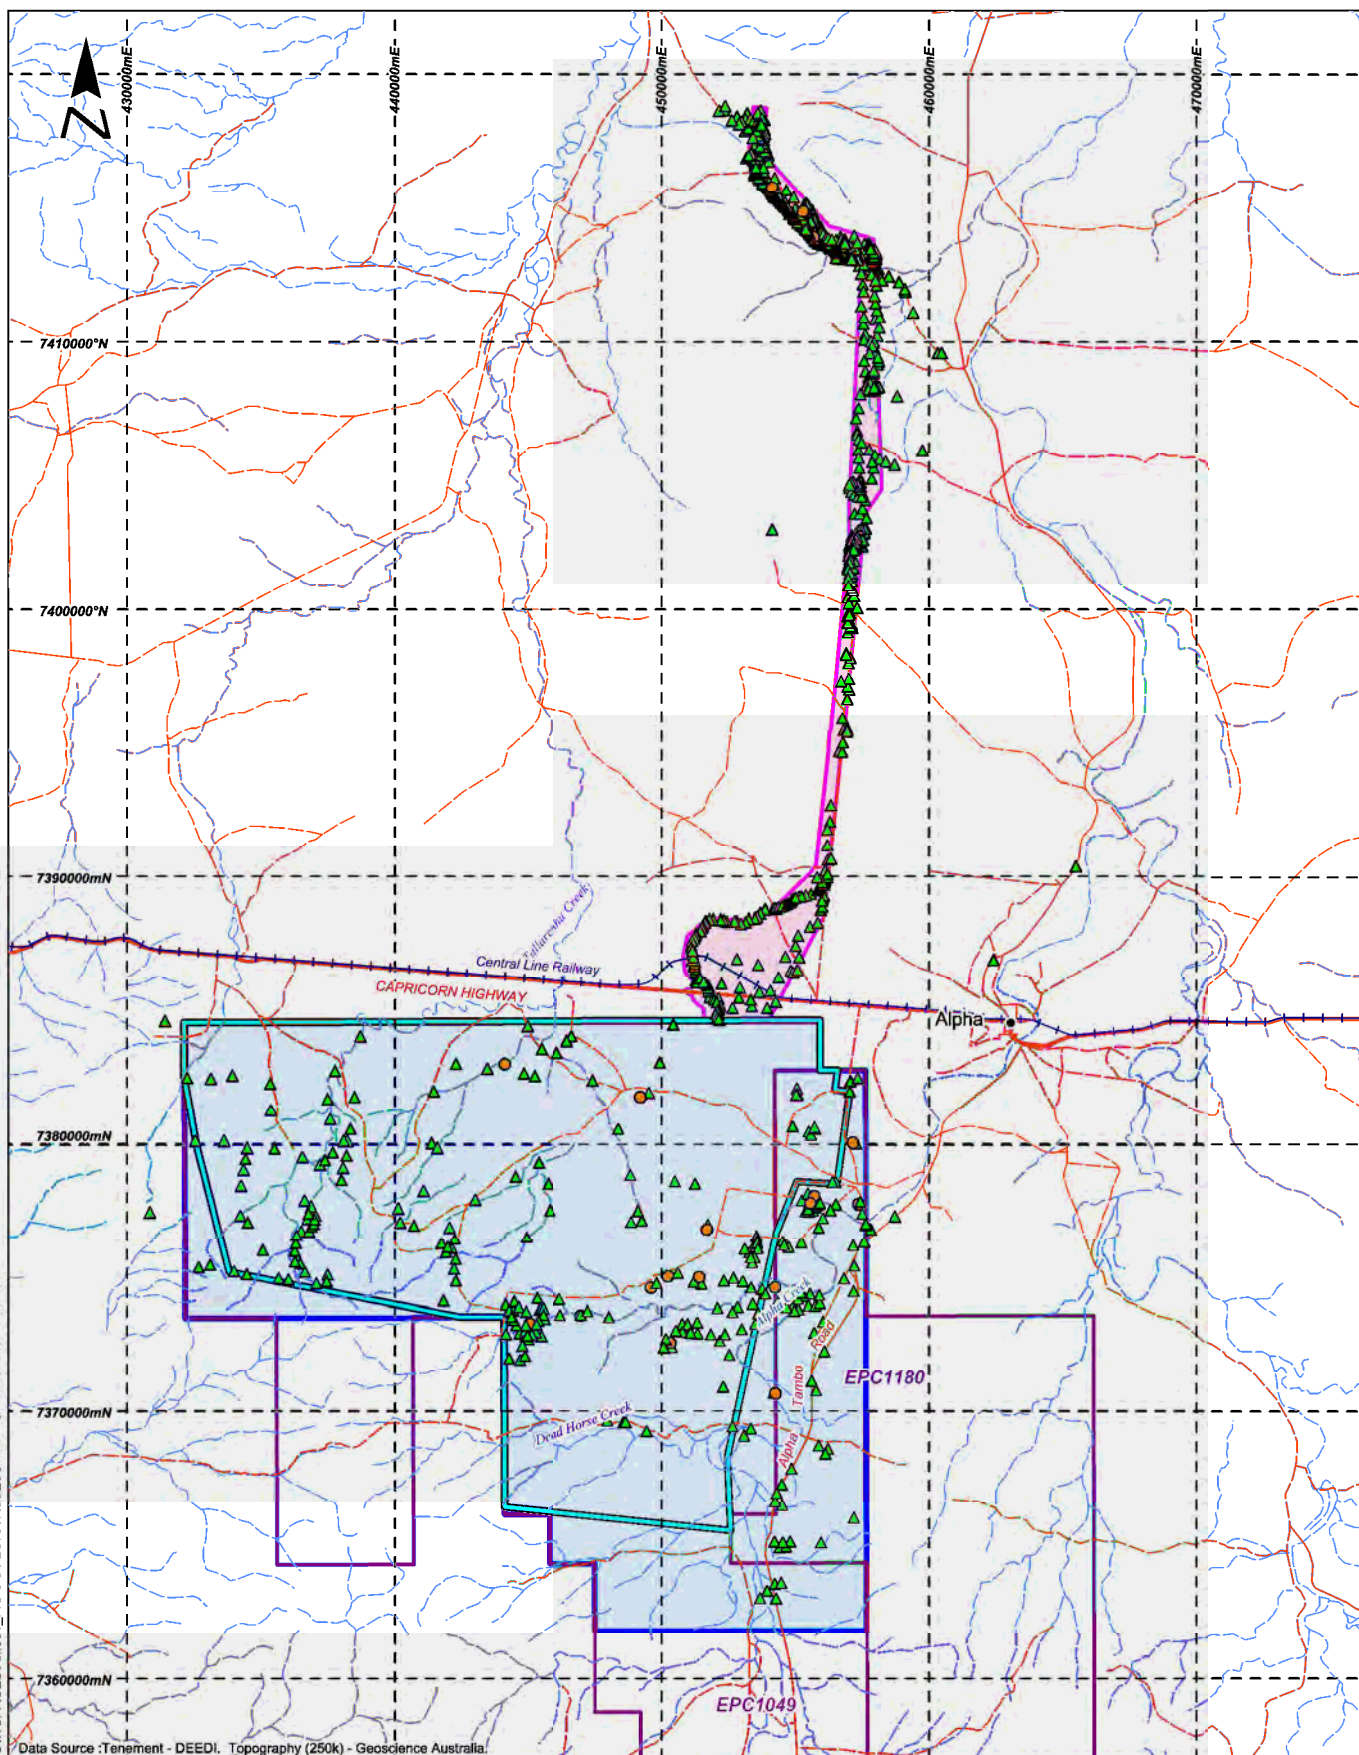 N
430000mE
440000mE
450000mE
460000mE
470000mE
7410000°N
7400000°N
7390000mN
Central Line Railway
CAPRICORN HIGHWAY
Alpha
7380000mN
Alpha Creek
EPC1180
Alpha Tambo Road
7370000mN
Dead Horse Creek
7360000mN
EPC1049
Data Source :Tenement - DEEDI. Topography (250k) - Geoscience Australia.